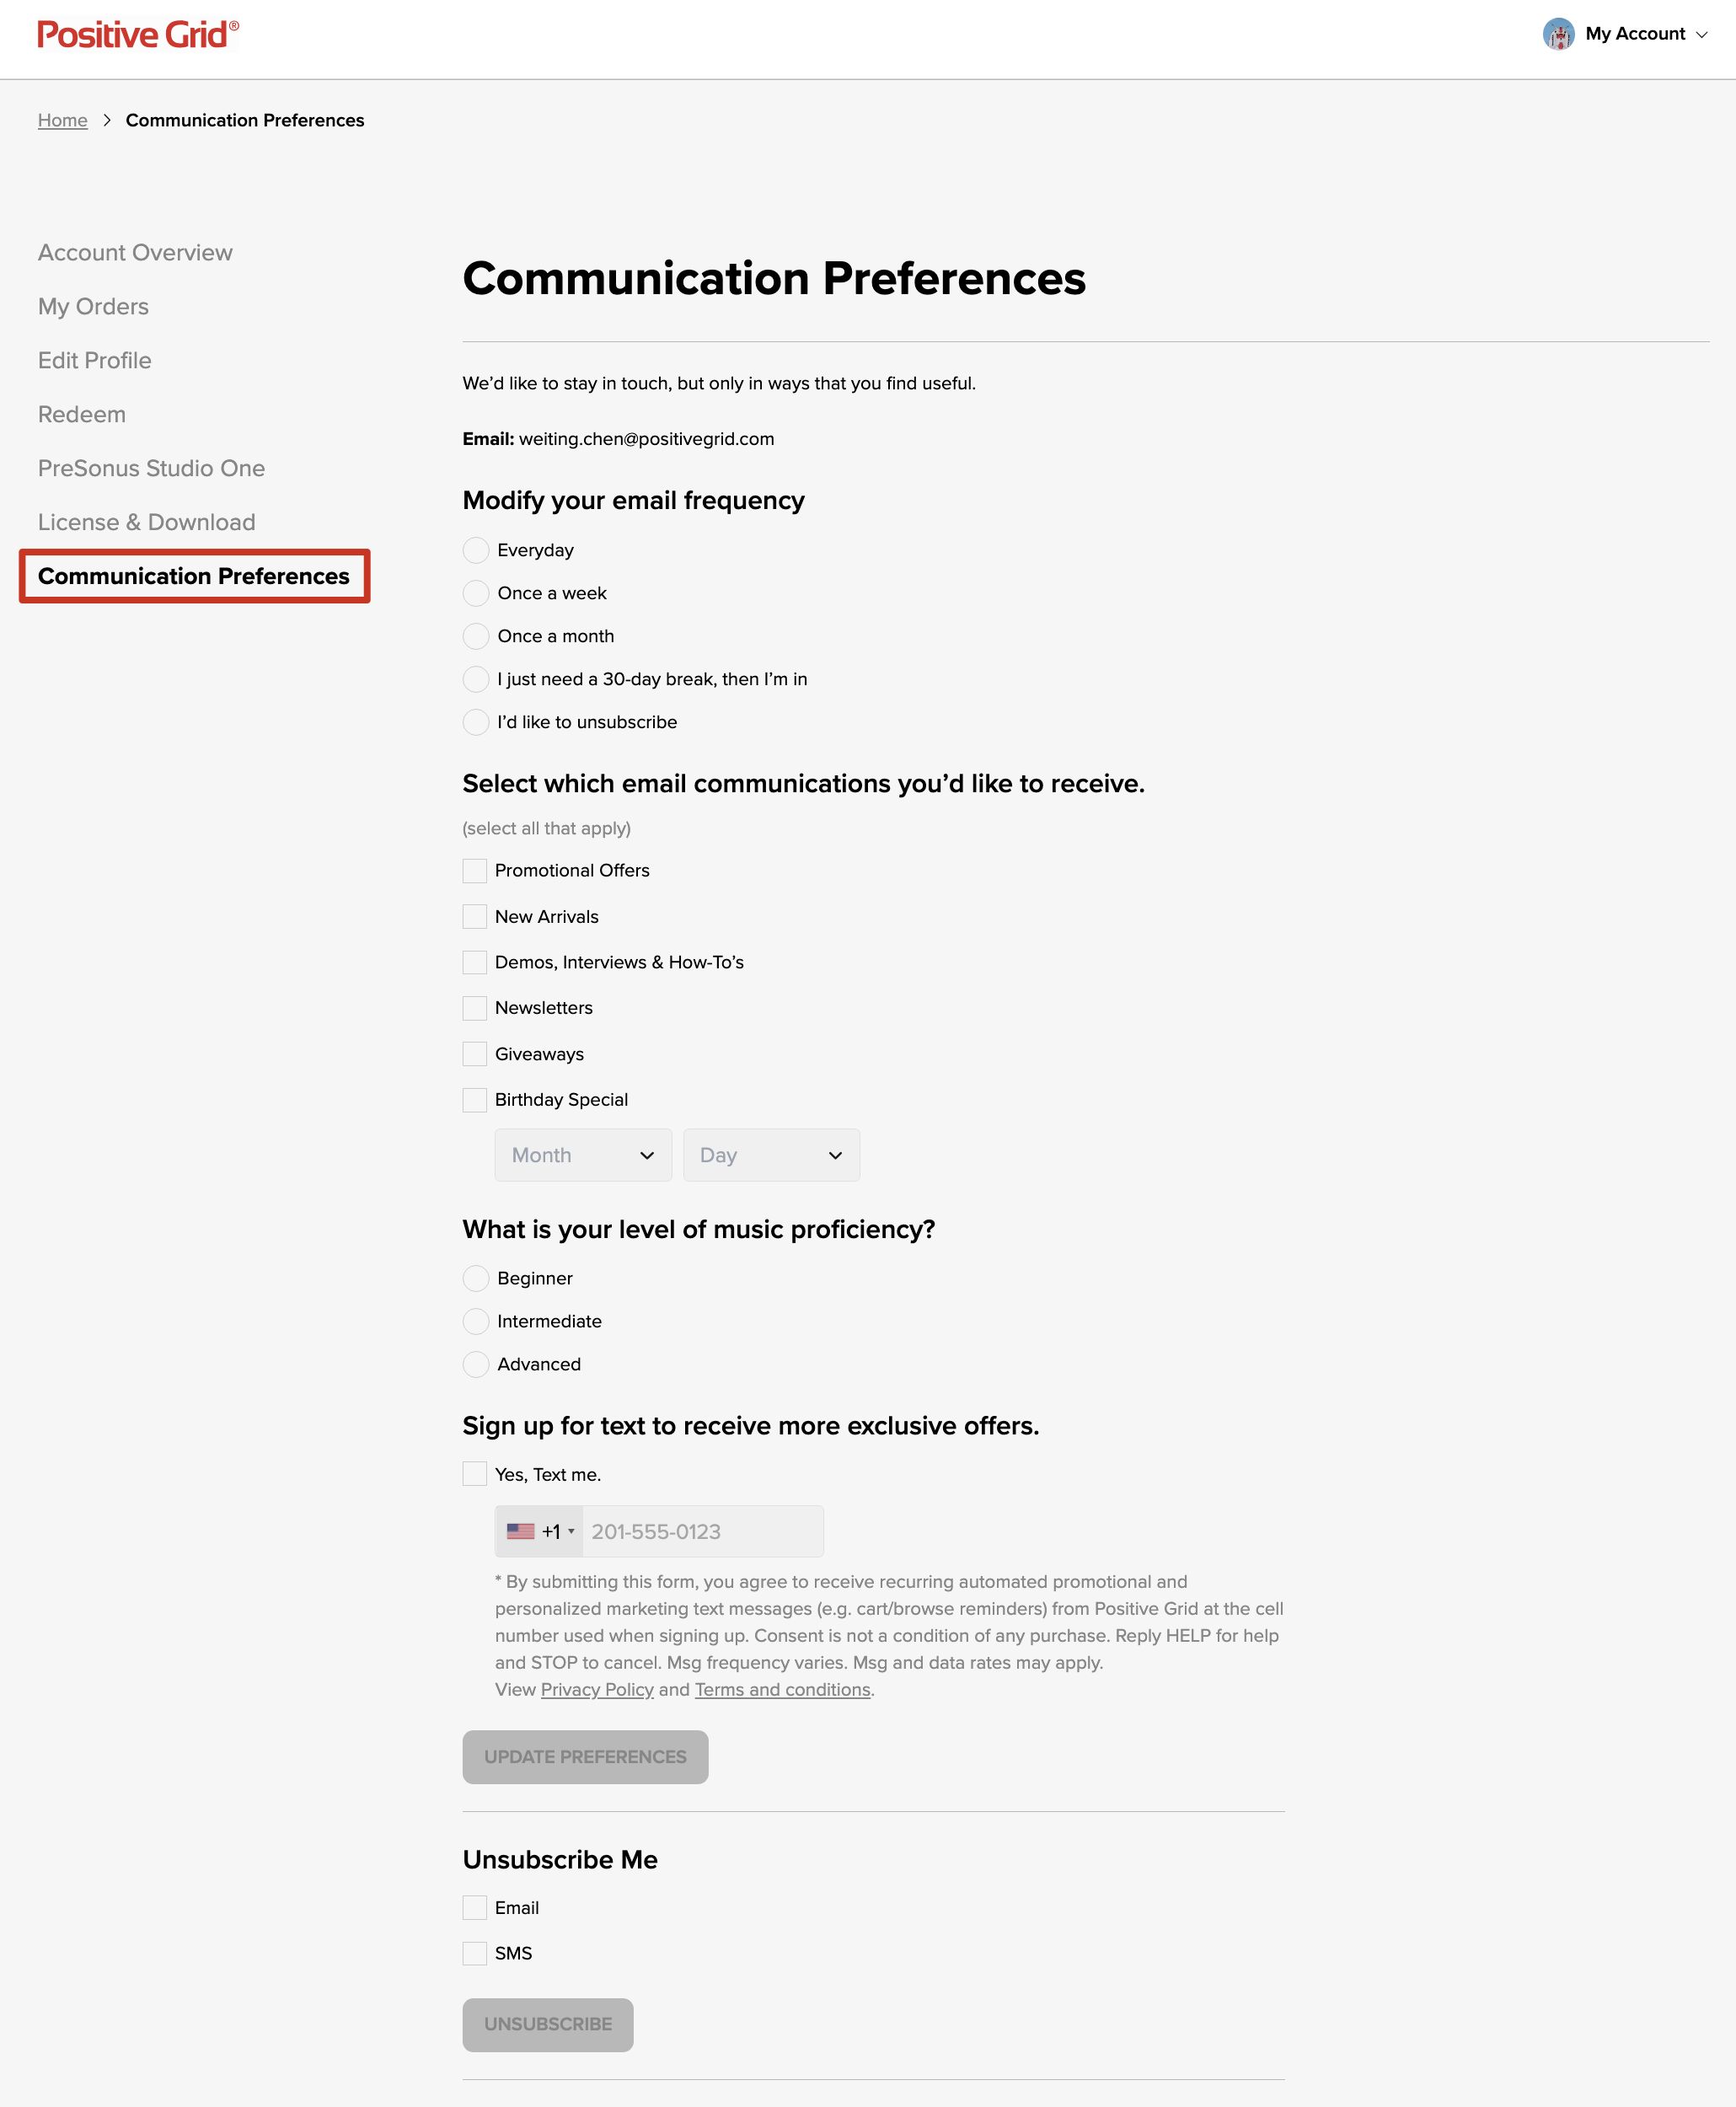 Positive Grid®
My Account
Home > Communication Preferences
Account Overview
My Orders
Edit Profile
Redeem
PreSonus Studio One
License & Download
Communication Preferences
Communication Preferences
We’d like to stay in touch, but only in ways that you find useful.
Email: weiting.chen@positivegrid.com
Modify your email frequency
Everyday
Once a week
Once a month
I just need a 30-day break, then I’m in
I’d like to unsubscribe
Select which email communications you’d like to receive.
(select all that apply)
Promotional Offers
New Arrivals
Demos, Interviews & How-To’s
Newsletters
Giveaways
Birthday Special
Month Day
What is your level of music proficiency?
Beginner
Intermediate
Advanced
Sign up for text to receive more exclusive offers.
Yes, Text me.
+1 201-555-0123
* By submitting this form, you agree to receive recurring automated promotional and
personalized marketing text messages (e.g. cart/browse reminders) from Positive Grid at the cell
number used when signing up. Consent is not a condition of any purchase. Reply HELP for help
and STOP to cancel. Msg frequency varies. Msg and data rates may apply.
View Privacy Policy and Terms and conditions.
UPDATE PREFERENCES
Unsubscribe Me
Email
SMS
UNSUBSCRIBE